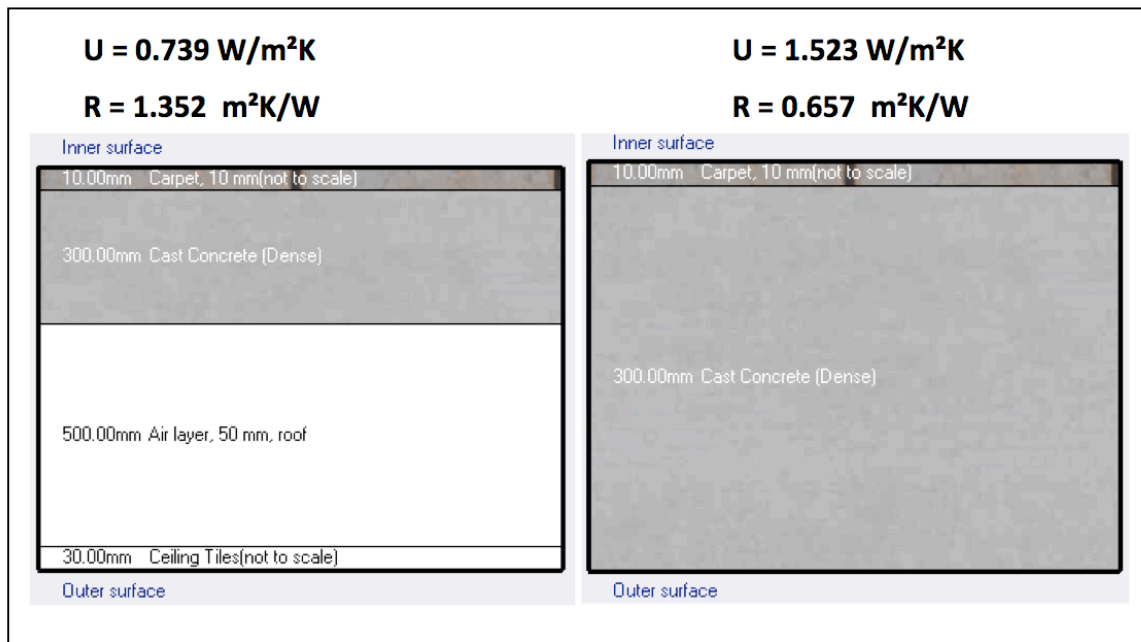 U = 0.739 W/m²K
R = 1.352 m²K/W
Inner surface
10.00mm Carpet, 10 mm(not to scale)
300.00mm Cast Concrete (Dense)
500.00mm Air layer, 50 mm, roof
30.00mm Ceiling Tiles(not to scale)
Outer surface
U = 1.523 W/m²K
R = 0.657 m²K/W
Inner surface
10.00mm Carpet, 10 mm(not to scale)
300.00mm Cast Concrete (Dense)
Outer surface